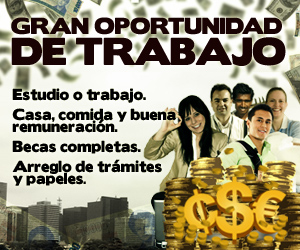 GRAN OPORTUNIDAD
DE TRABAJO
Estudio o trabajo.
Casa, comida y buena
remuneración.
Becas completas.
Arreglo de trámites
y papeles.
¢$€